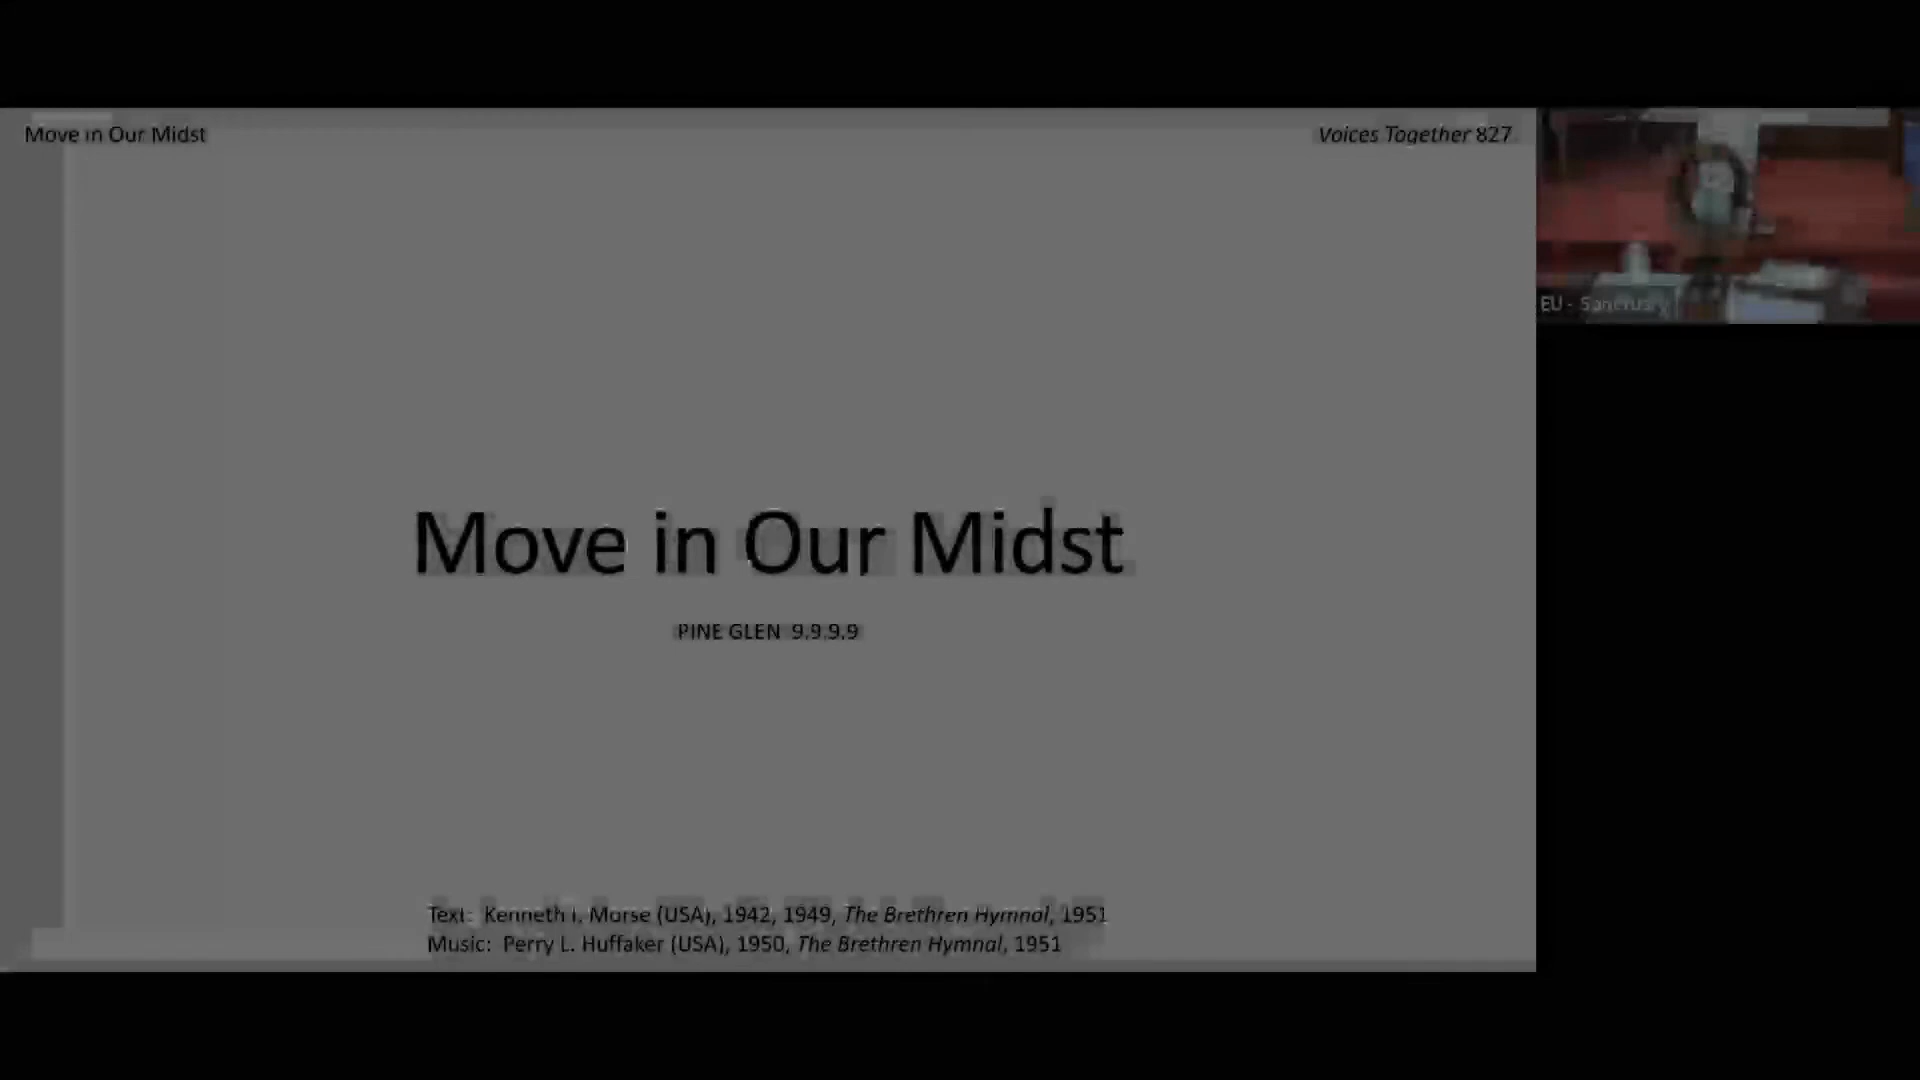 Move in Our Midst
Voices Together 827
EU - Sanctuary
Move in Our Midst
PINE GLEN 9.9.9.9
Text: Kenneth I. Morse (USA), 1942, 1949, The Brethren Hymnal, 1951
Music: Perry L. Huffaker (USA), 1950, The Brethren Hymnal, 1951